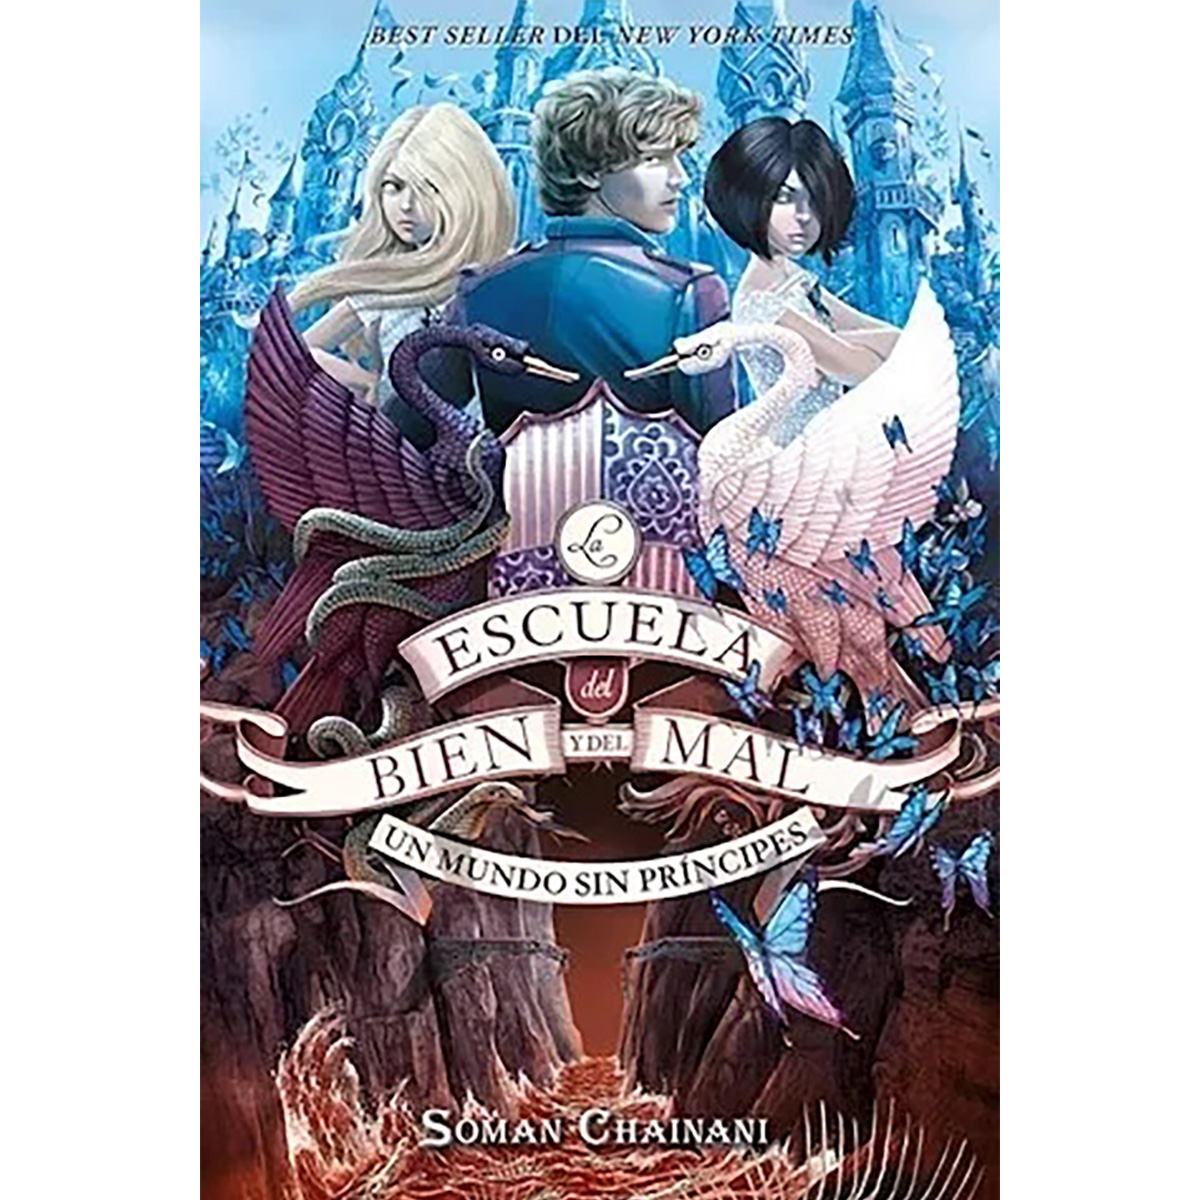 BEST SELLER DEL NEW YORK TIMES
La
ESCUELA
del
BIEN Y DEL MAL
UN MUNDO SIN PRÍNCIPES
SOMAN CHAINANI